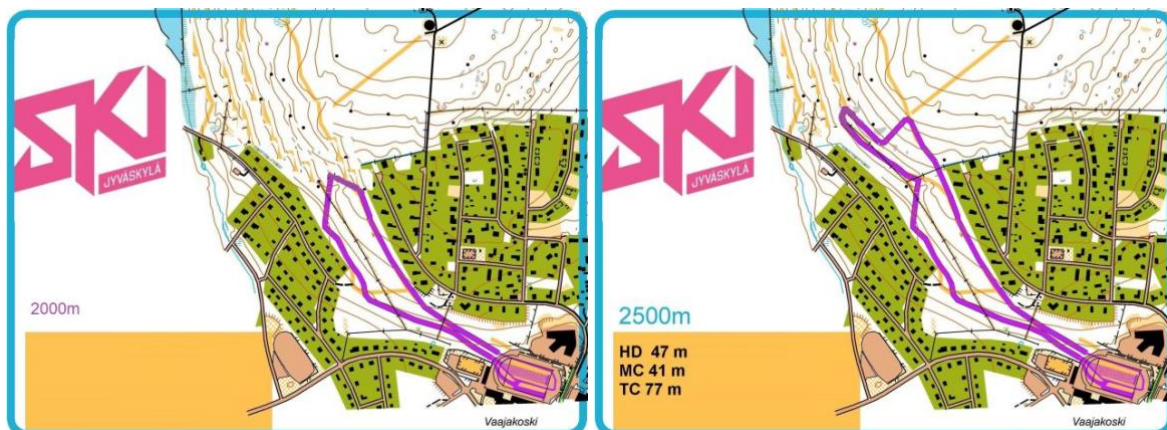 SKI
JYVÄSKYLÄ
2000m
Vaajakoski
SKI
JYVÄSKYLÄ
2500m
HD 47 m
MC 41 m
TC 77 m
Vaajakoski